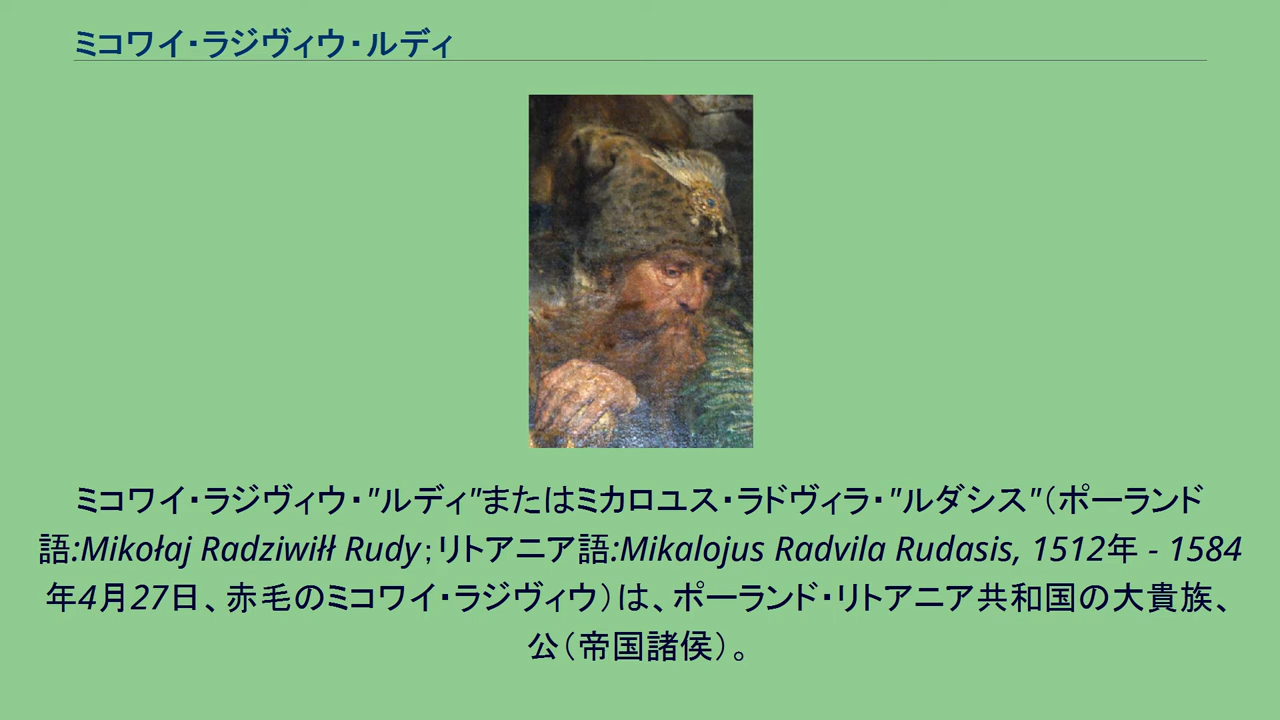 ミコワイ・ラジヴィウ・ルディ
ミコワイ・ラジヴィウ・"ルディ"またはミカロユス・ラドヴィラ・"ルダシス"（ポーランド
語:Mikołaj Radziwiłł Rudy；リトアニア語:Mikalojus Radvila Rudasis, 1512年 - 1584
年4月27日、赤毛のミコワイ・ラジヴィウ）は、ポーランド・リトアニア共和国の大貴族、
公（帝国諸侯）。